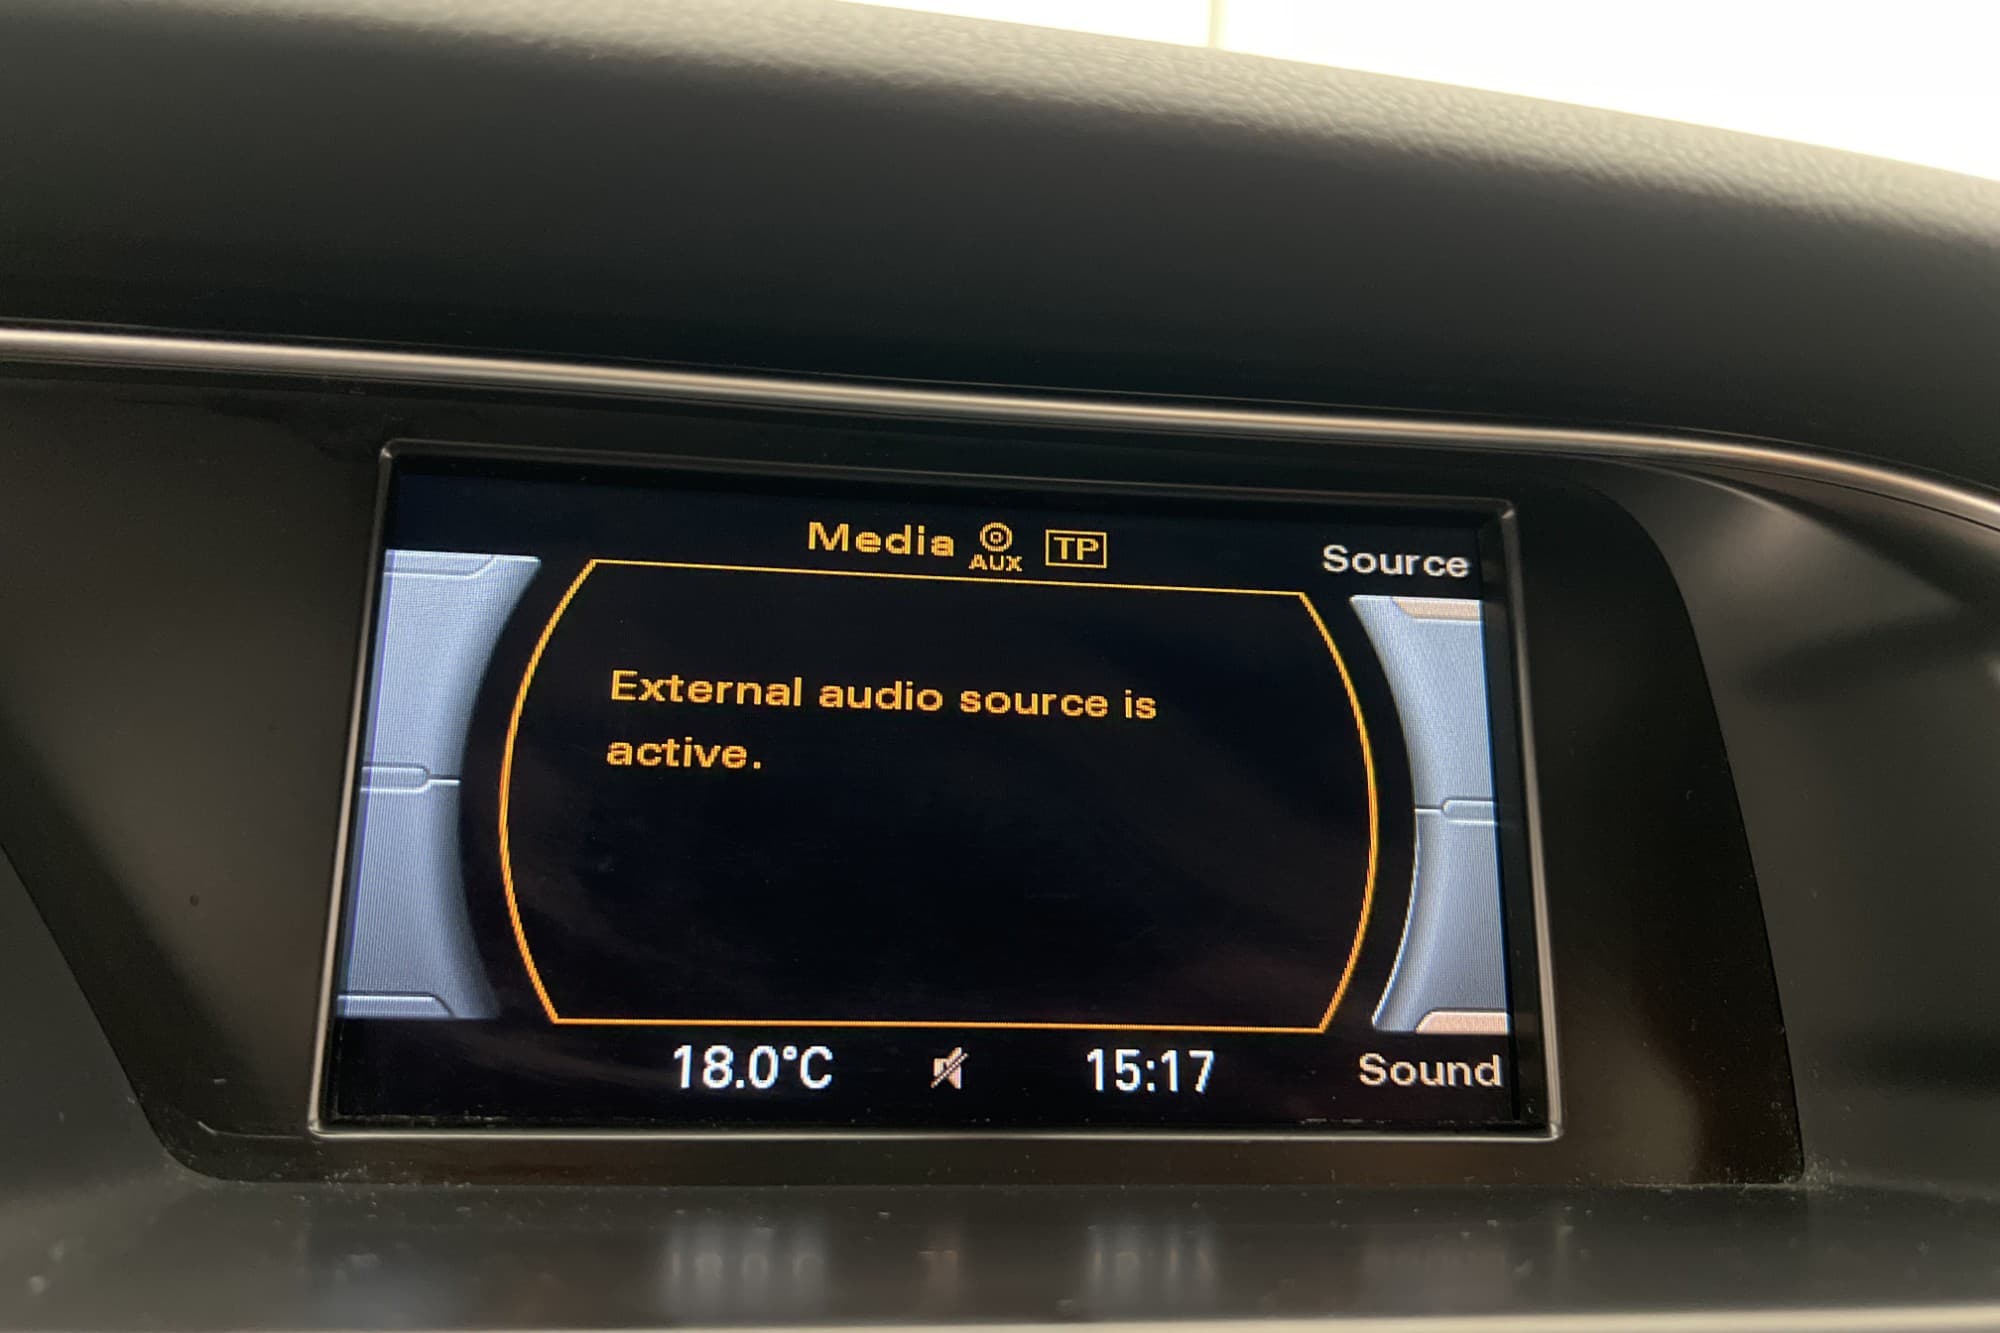 Media AUX TP
Source
External audio source is
active.
18.0°C 15:17
Sound